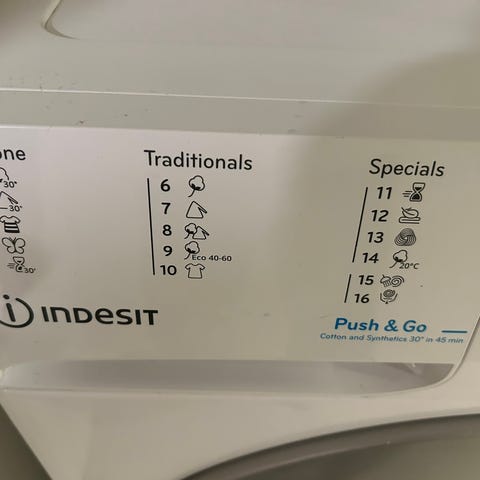 one
30°
30°
30'
Traditionals
6
7
8
9 Eco 40-60
10
Specials
11
12
13
14 20°C
15
16
INDESIT
Push & Go
Cotton and Synthetics 30° in 45 min